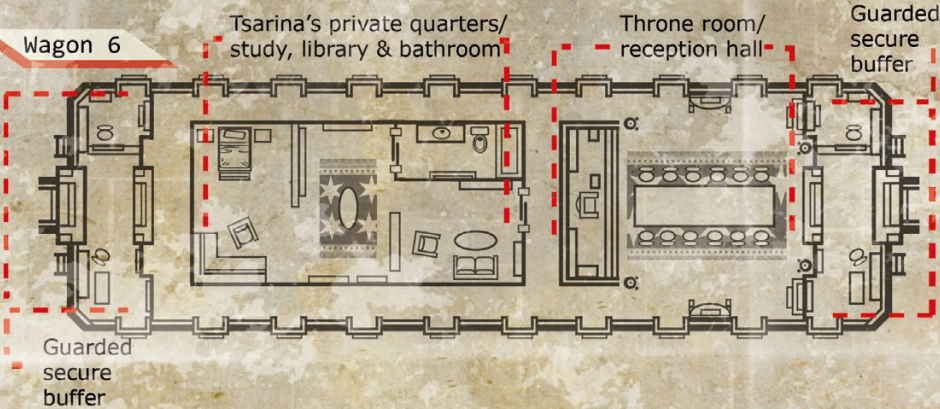 Wagon 6
Tsarina's private quarters/
study, library & bathroom
Throne room/
reception hall
Guarded
secure
buffer
Guarded
secure
buffer